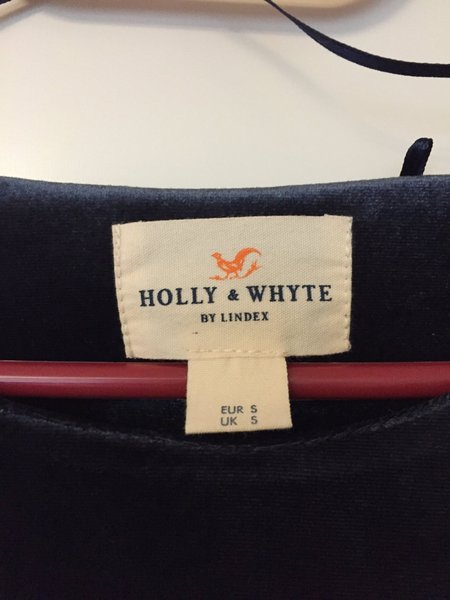 HOLLY & WHYTE
BY LINDEX
EUR S
UK S